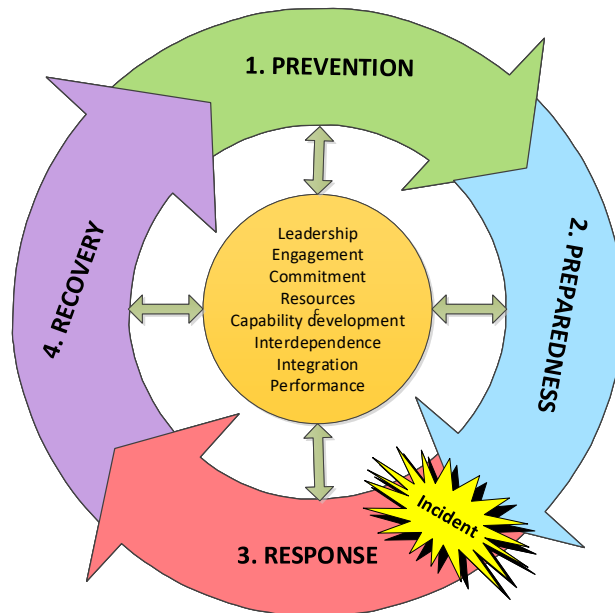 1. PREVENTION
2. PREPAREDNESS
Incident
3. RESPONSE
4. RECOVERY
Leadership
Engagement
Commitment
Resources
Capability development
Interdependence
Integration
Performance